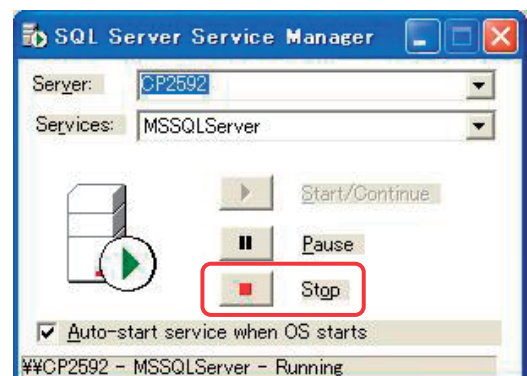 SQL Server Service Manager
Server: CP2592
Services: MSSQLServer
Start/Continue
Pause
Stop
Auto-start service when OS starts
¥¥CP2592 - MSSQLServer - Running